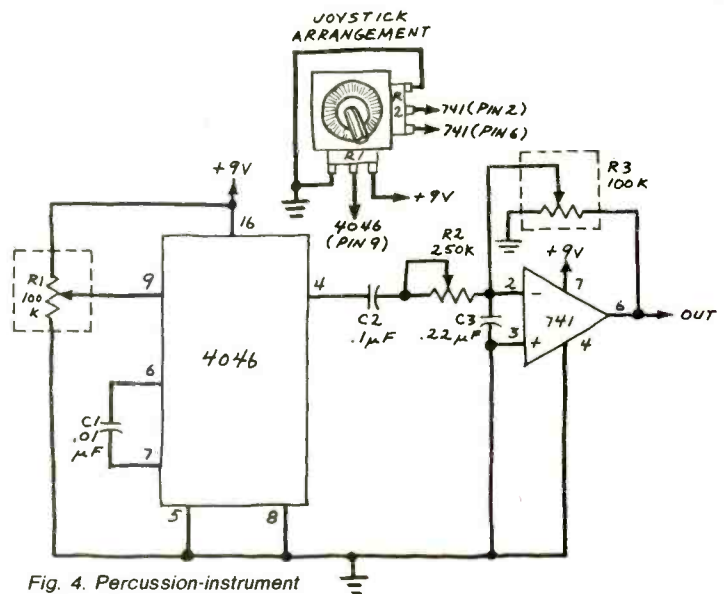 JOYSTICK
ARRANGEMENT
R
2
741 (PIN 2)
741 (PIN 6)
R1
+9V
4046
(PIN 9)
+9V
16
R1
100
K
9
4
C2
.1µF
R2
250K
R3
100K
+9V
7
2
−
C3
.22µF
3
+
741
6
OUT
4
4046
6
C1
.01
µF
7
5
8
Fig. 4. Percussion-instrument